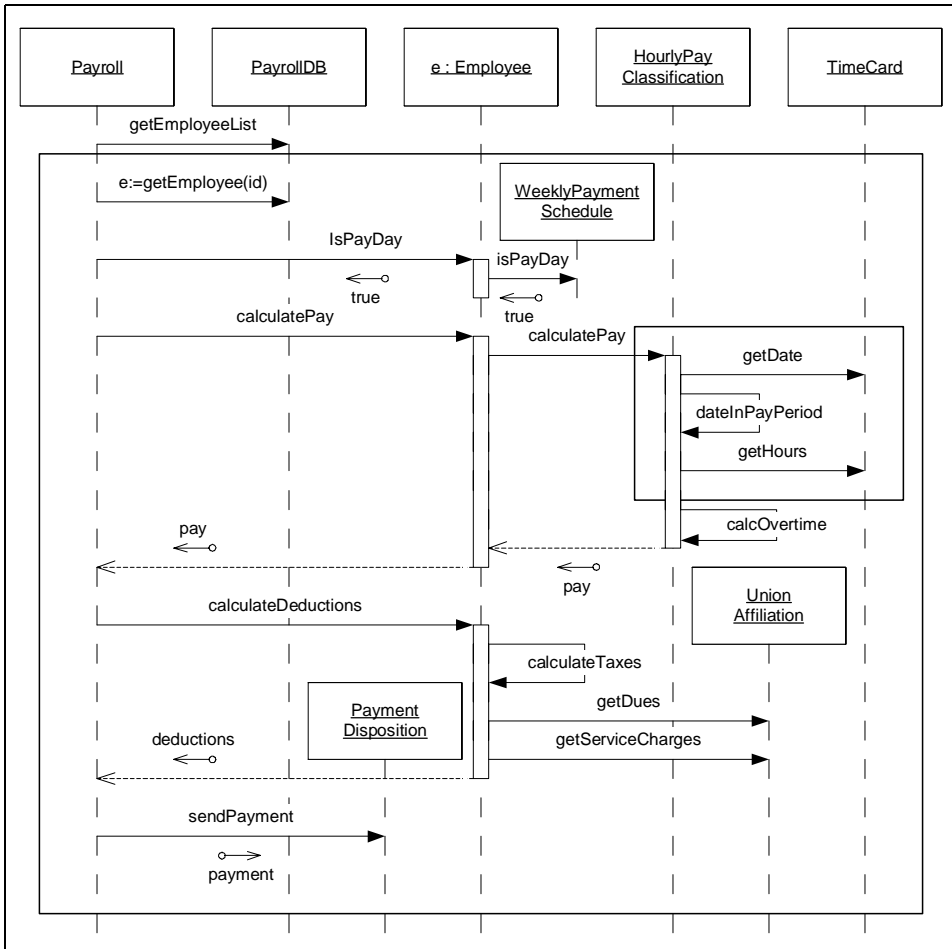 Payroll
PayrollDB
e : Employee
HourlyPay
Classification
TimeCard
getEmployeeList
e:=getEmployee(id)
WeeklyPayment
Schedule
IsPayDay
isPayDay
true
true
calculatePay
calculatePay
getDate
dateInPayPeriod
getHours
calcOvertime
pay
pay
Union
Affiliation
calculateDeductions
calculateTaxes
Payment
Disposition
getDues
getServiceCharges
deductions
sendPayment
payment